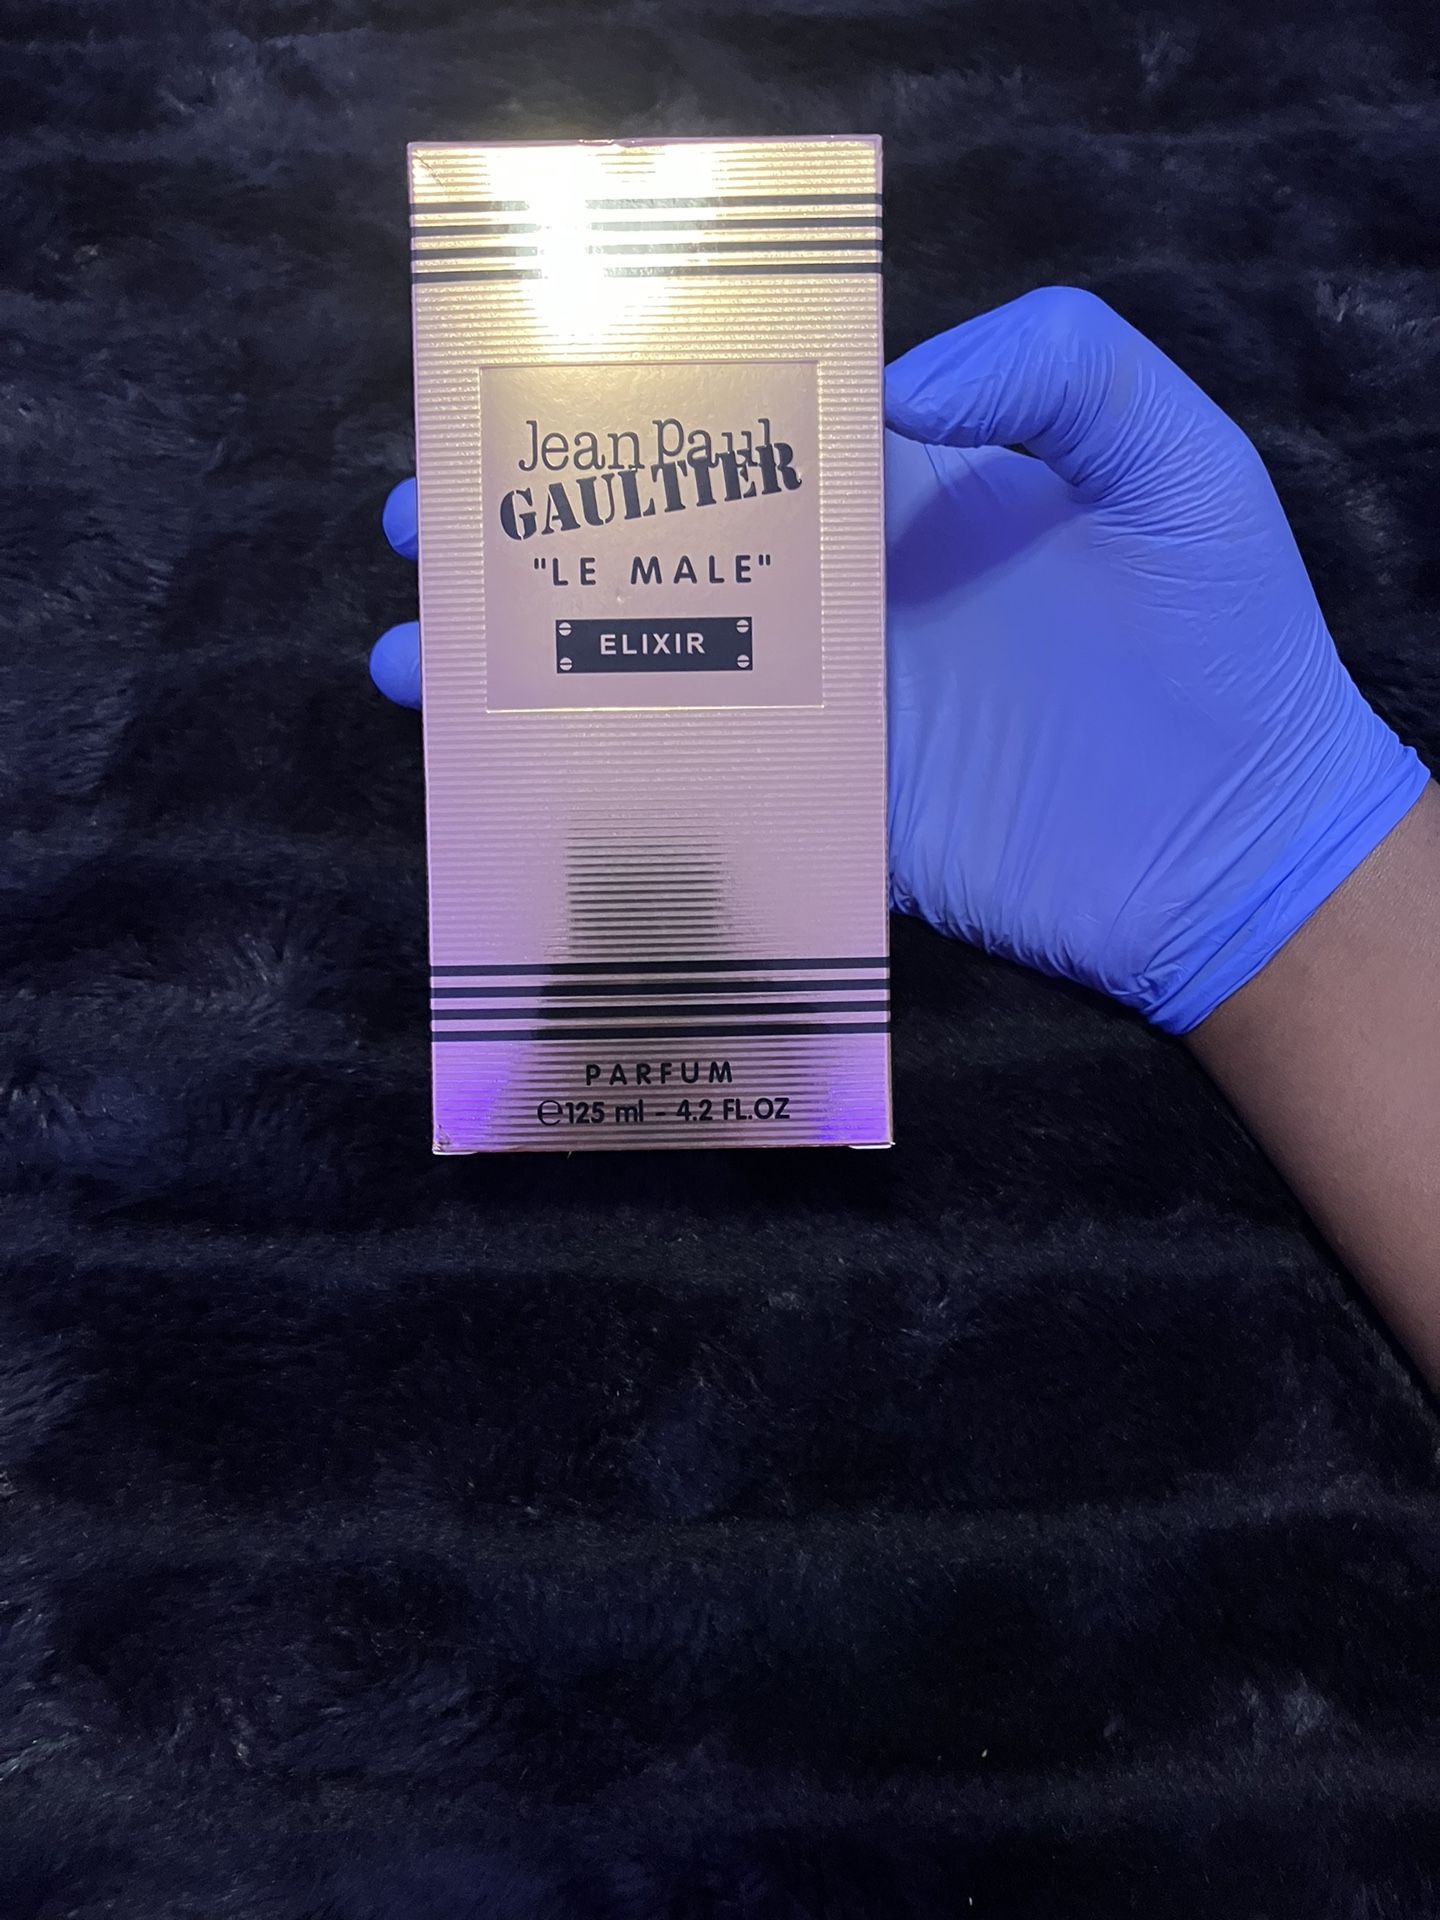 Jean Paul
GAULTIER
"LE MALE"
ELIXIR
PARFUM
℮125 ml - 4.2 FL.OZ